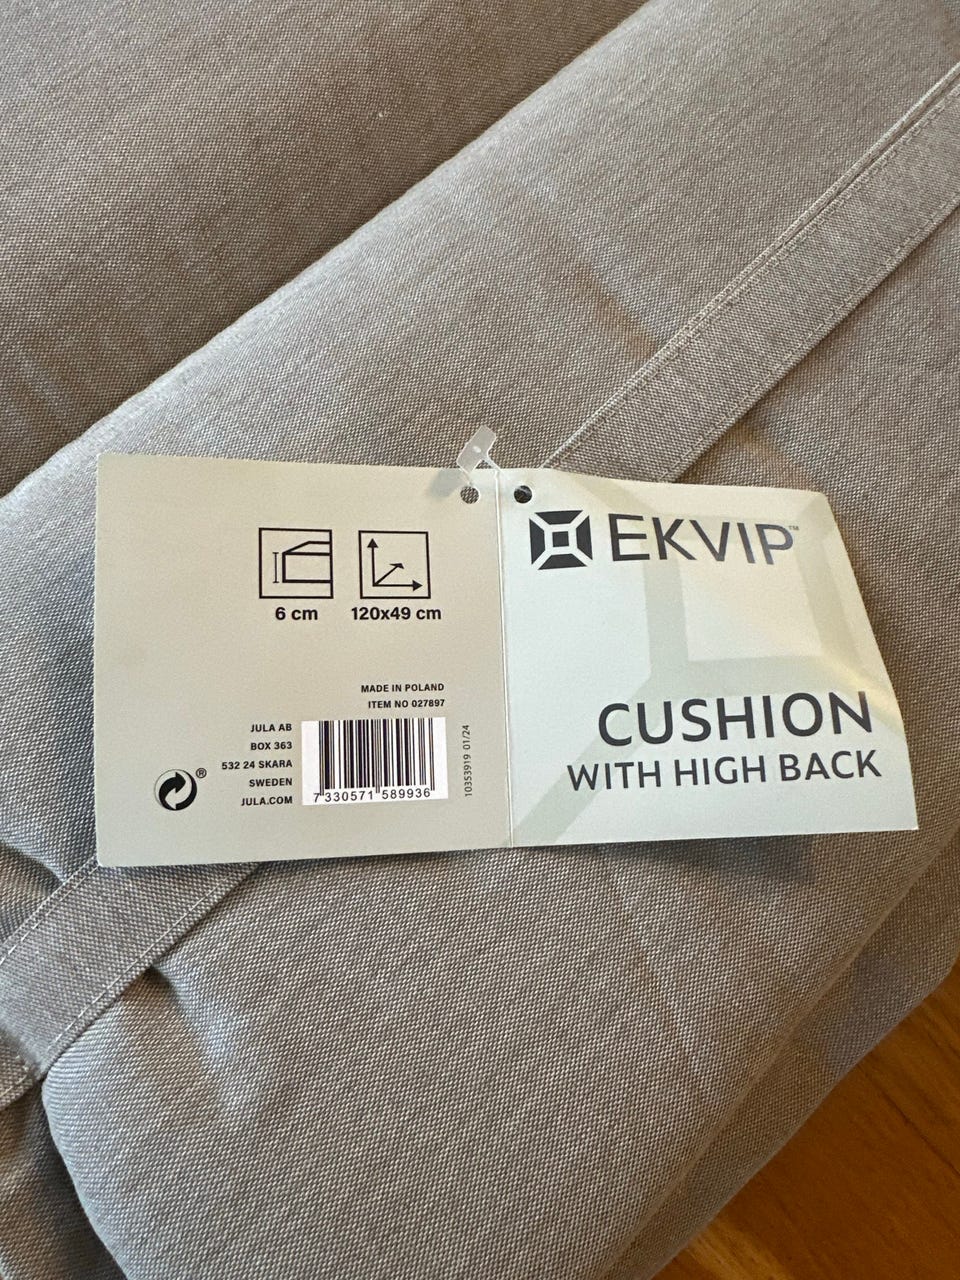 6 cm
120x49 cm
MADE IN POLAND
ITEM NO 027897
JULA AB
BOX 363
532 24 SKARA
SWEDEN
JULA.COM
®
7 330571 589936
10353919 01/24
EKVIP™
CUSHION
WITH HIGH BACK